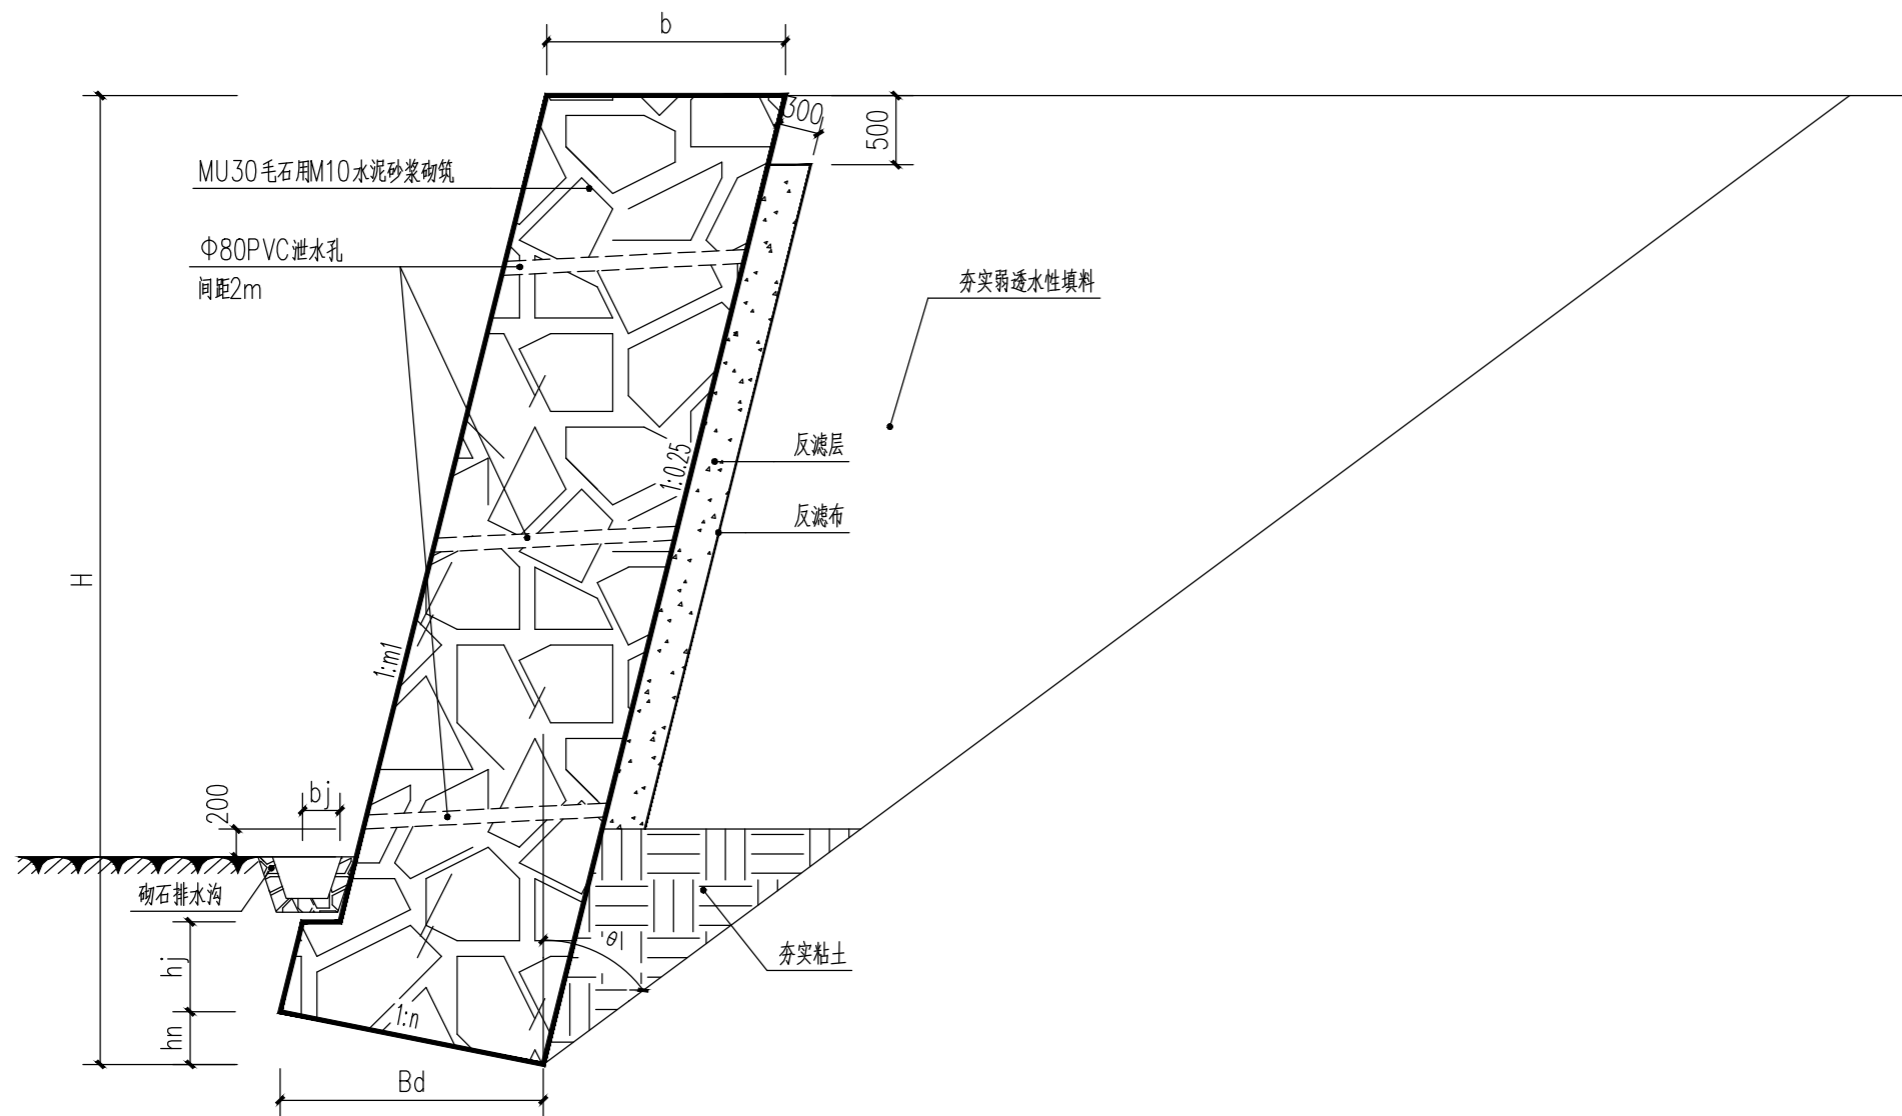 b
300
500
MU30毛石用M10水泥砂浆砌筑
Φ80PVC泄水孔
间距2m
夯实弱透水性填料
反滤层
1:0.25
反滤布
H
1:m1
200
bj
砌石排水沟
θ
夯实粘土
hj
1:n
hn
Bd